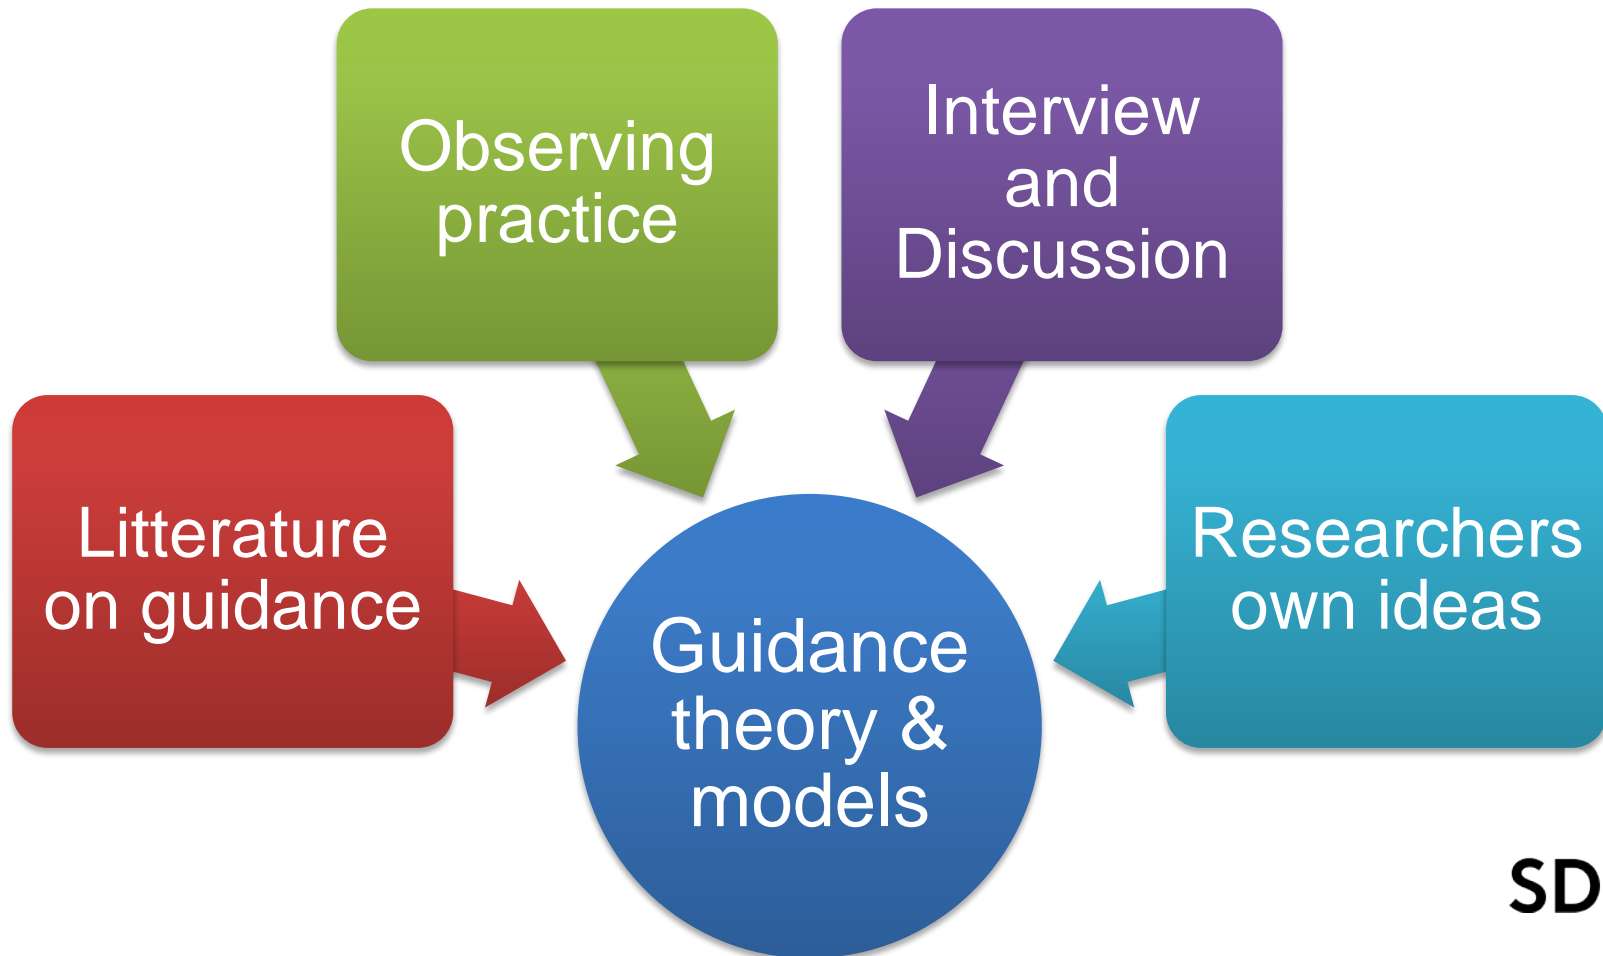 Observing
practice
Interview
and
Discussion
Litterature
on guidance
Researchers
own ideas
Guidance
theory &
models
SD